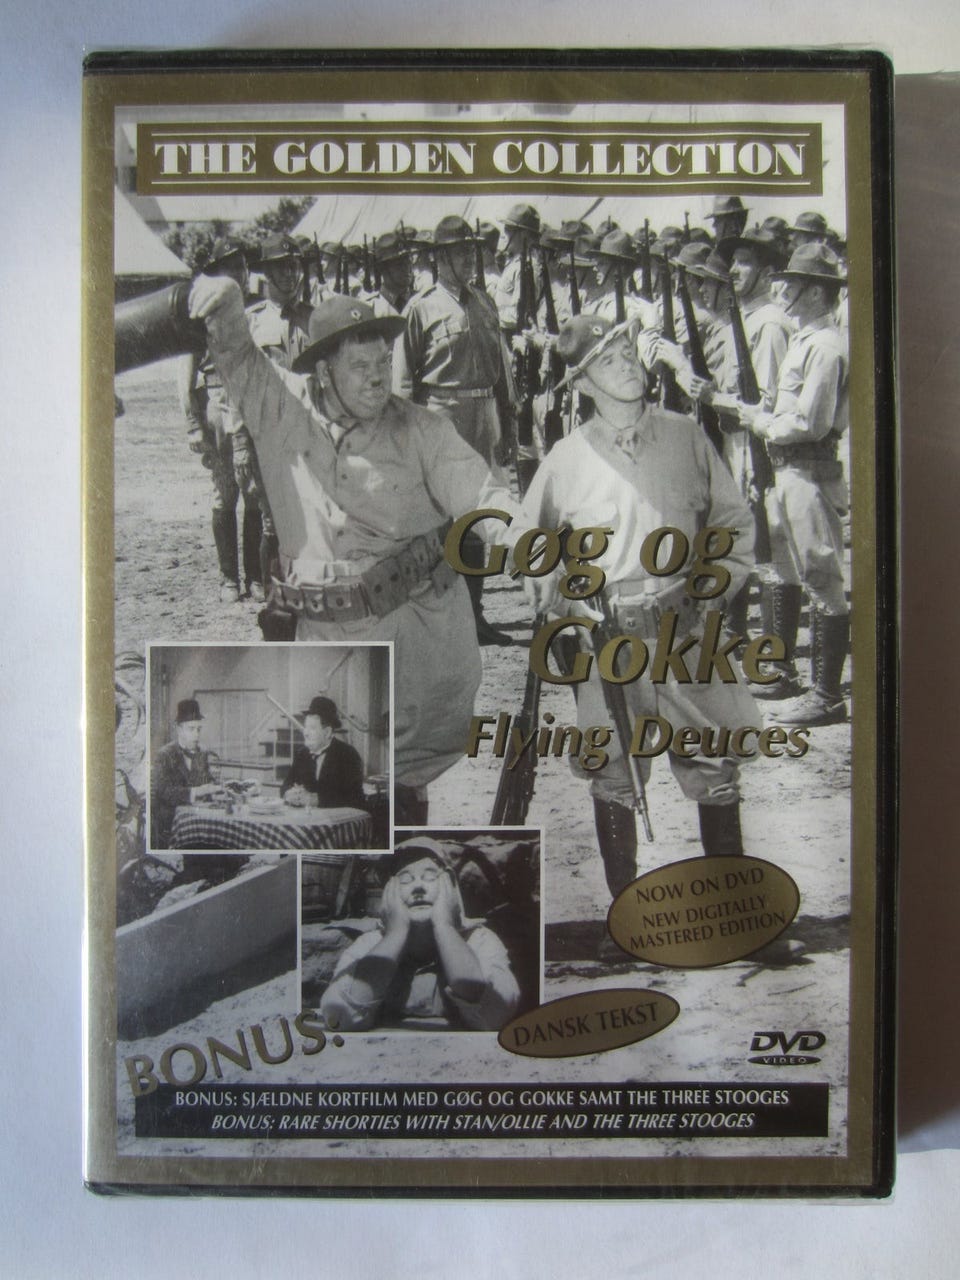 THE GOLDEN COLLECTION
Gøg og
Gokke
Flying Deuces
NOW ON DVD
NEW DIGITALLY
MASTERED EDITION
DANSK TEKST
DVD
VIDEO
BONUS:
BONUS: SJÆLDNE KORTFILM MED GØG OG GOKKE SAMT THE THREE STOOGES
BONUS: RARE SHORTIES WITH STAN/OLLIE AND THE THREE STOOGES